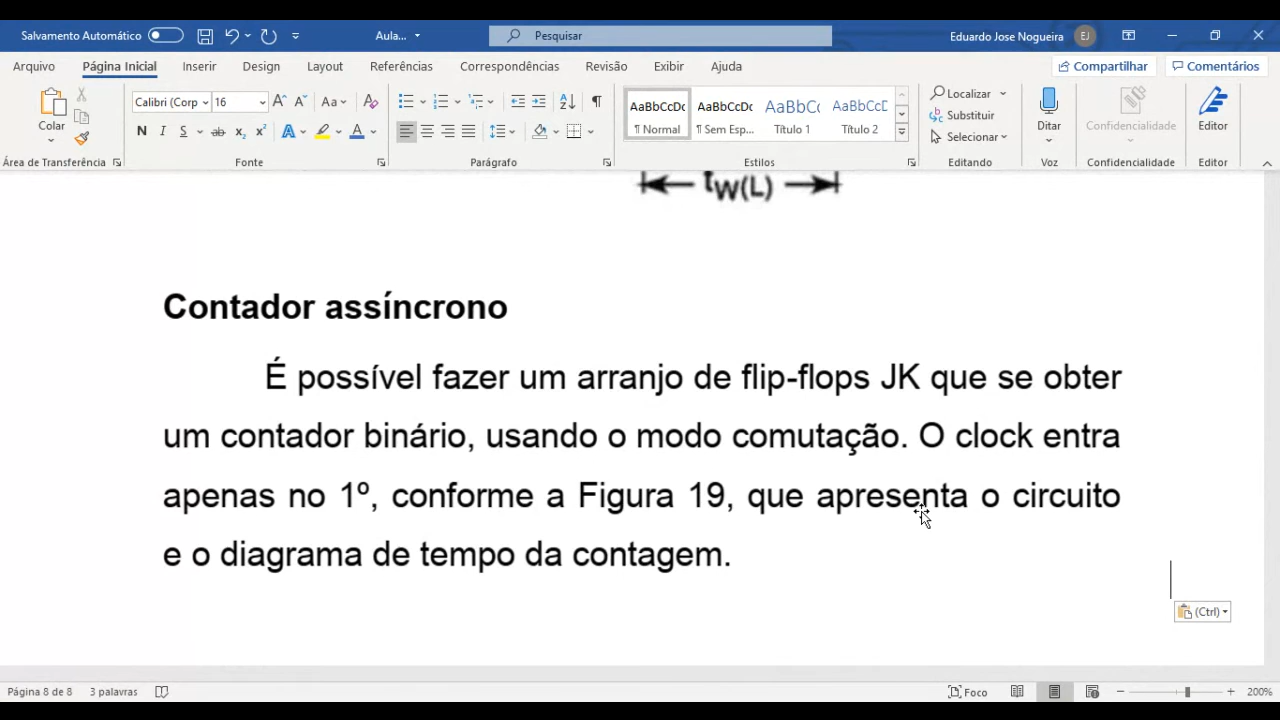 Salvamento Automático
Aula...
Pesquisar
Eduardo Jose Nogueira
EJ
Arquivo
Página Inicial
Inserir
Design
Layout
Referências
Correspondências
Revisão
Exibir
Ajuda
Compartilhar
Comentários
Colar
Calibri (Corp
16
Aa
N I S ab x₂ x²
AaBbCcDc
AaBbCcDc
AaBbC(
AaBbCcD
¶ Normal
¶ Sem Esp...
Título 1
Título 2
Localizar
Substituir
Selecionar
Ditar
Confidencialidade
Editor
Área de Transferência
Fonte
Parágrafo
Estilos
Editando
Voz
Confidencialidade
Editor
tW(L)
Contador assíncrono
É possível fazer um arranjo de flip-flops JK que se obter
um contador binário, usando o modo comutação. O clock entra
apenas no 1º, conforme a Figura 19, que apresenta o circuito
e o diagrama de tempo da contagem.
(Ctrl)
Página 8 de 8
3 palavras
Foco
200%